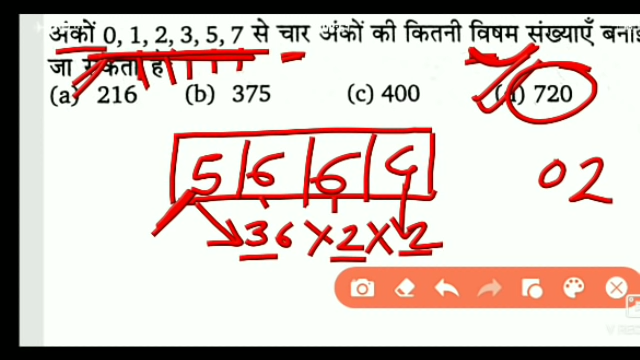 अंकों 0, 1, 2, 3, 5, 7 से चार अंकों की कितनी विषम संख्याएँ बनाई
जा सकती है
(a) 216 (b) 375 (c) 400 (d) 720
5 6 6 4
02
36 × 2 × 2